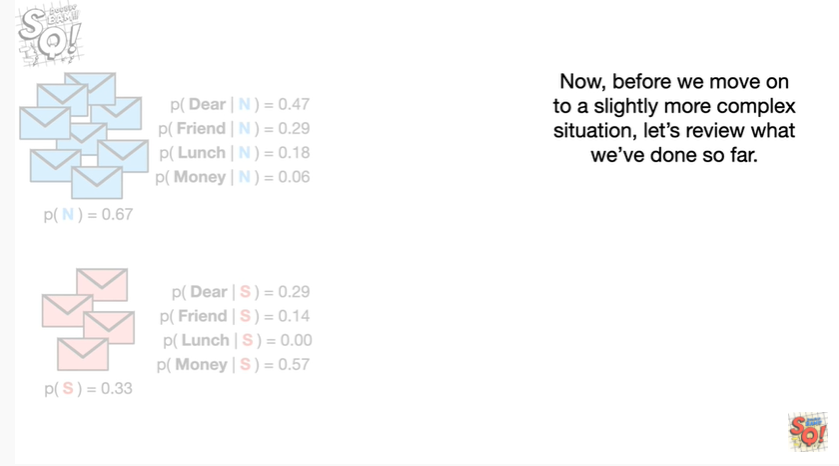 p( Dear | N ) = 0.47
p( Friend | N ) = 0.29
p( Lunch | N ) = 0.18
p( Money | N ) = 0.06
p( N ) = 0.67
p( Dear | S ) = 0.29
p( Friend | S ) = 0.14
p( Lunch | S ) = 0.00
p( Money | S ) = 0.57
p( S ) = 0.33
Now, before we move on
to a slightly more complex
situation, let’s review what
we’ve done so far.
SQ!